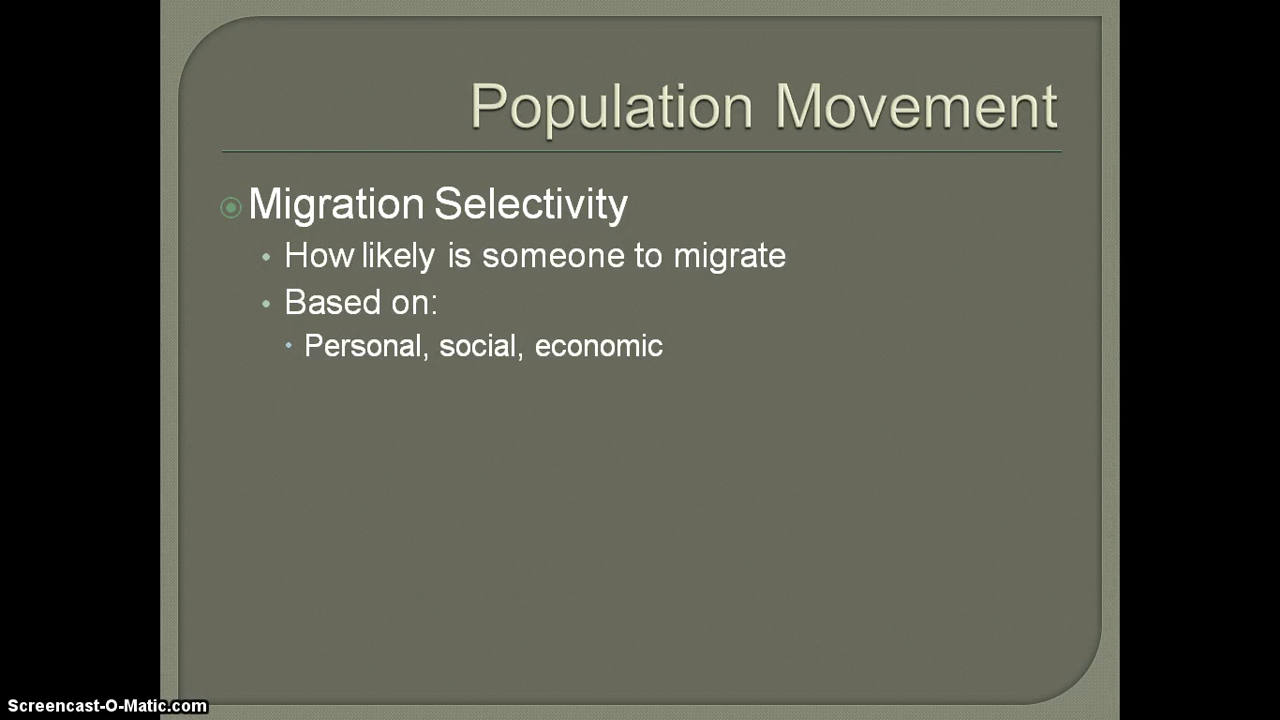 Population Movement
Migration Selectivity
How likely is someone to migrate
Based on:
Personal, social, economic
Screencast-O-Matic.com